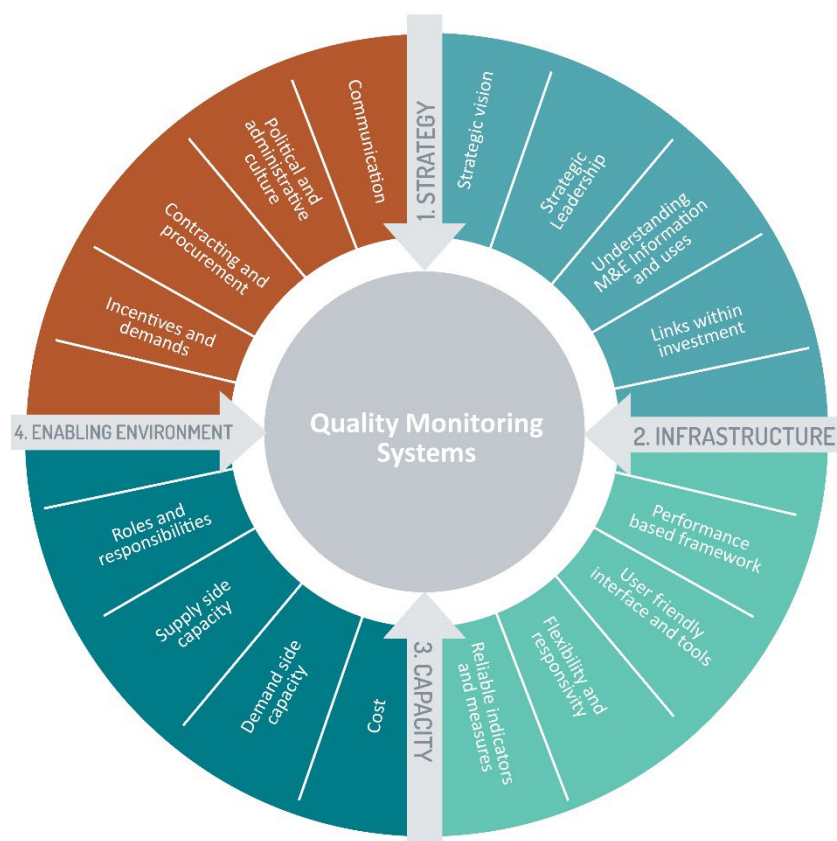 1. STRATEGY
Strategic vision
Strategic
Leadership
Understanding
M&E Information
and uses
Links within
investment
2. INFRASTRUCTURE
Performance
based framework
User friendly
interface and tools
Flexibility and
responsivity
Reliable indicators
and measures
3. CAPACITY
Cost
Demand side
capacity
Supply side
capacity
Roles and
responsibilities
4. ENABLING ENVIRONMENT
Incentives and
demands
Contracting and
procurement
Political and
administrative
culture
Communication
Quality Monitoring
Systems